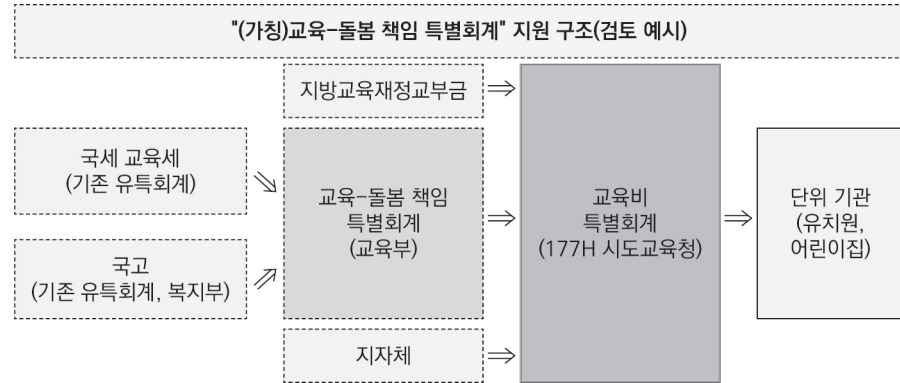 "(가칭)교육-돌봄 책임 특별회계" 지원 구조(검토 예시)
지방교육재정교부금
국세 교육세
(기존 유특회계)
국고
(기존 유특회계, 복지부)
교육-돌봄 책임
특별회계
(교육부)
지자체
교육비
특별회계
(177H 시도교육청)
단위 기관
(유치원,
어린이집)